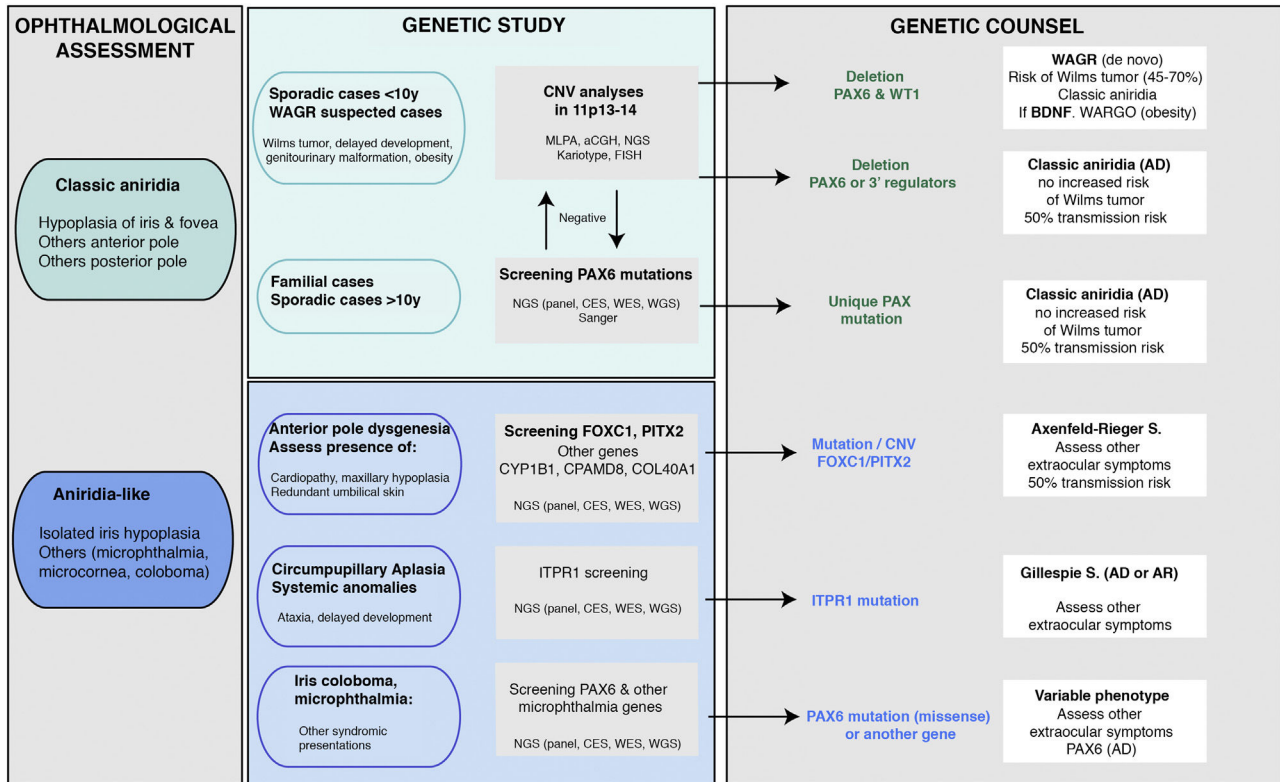 OPHTHALMOLOGICAL
ASSESSMENT
Classic aniridia
Hypoplasia of iris & fovea
Others anterior pole
Others posterior pole
Aniridia-like
Isolated iris hypoplasia
Others (microphthalmia,
microcornea, coloboma)
GENETIC STUDY
Sporadic cases <10y
WAGR suspected cases
Wilms tumor, delayed development,
genitourinary malformation, obesity
CNV analyses
in 11p13-14
MLPA, aCGH, NGS
Kariotype, FISH
Negative
Familial cases
Sporadic cases >10y
Screening PAX6 mutations
NGS (panel, CES, WES, WGS)
Sanger
Anterior pole dysgenesia
Assess presence of:
Cardiopathy, maxillary hypoplasia
Redundant umbilical skin
Screening FOXC1, PITX2
Other genes
CYP1B1, CPAMD8, COL40A1
NGS (panel, CES, WES, WGS)
Circumpupillary Aplasia
Systemic anomalies
Ataxia, delayed development
ITPR1 screening
NGS (panel, CES, WES, WGS)
Iris coloboma,
microphthalmia:
Other syndromic
presentations
Screening PAX6 & other
microphthalmia genes
NGS (panel, CES, WES, WGS)
GENETIC COUNSEL
Deletion
PAX6 & WT1
WAGR (de novo)
Risk of Wilms tumor (45-70%)
Classic aniridia
If BDNF. WARGO (obesity)
Deletion
PAX6 or 3' regulators
Classic aniridia (AD)
no increased risk
of Wilms tumor
50% transmission risk
Unique PAX
mutation
Classic aniridia (AD)
no increased risk
of Wilms tumor
50% transmission risk
Mutation / CNV
FOXC1/PITX2
Axenfeld-Rieger S.
Assess other
extraocular symptoms
50% transmission risk
ITPR1 mutation
Gillespie S. (AD or AR)
Assess other
extraocular symptoms
PAX6 mutation (missense)
or another gene
Variable phenotype
Assess other
extraocular symptoms
PAX6 (AD)